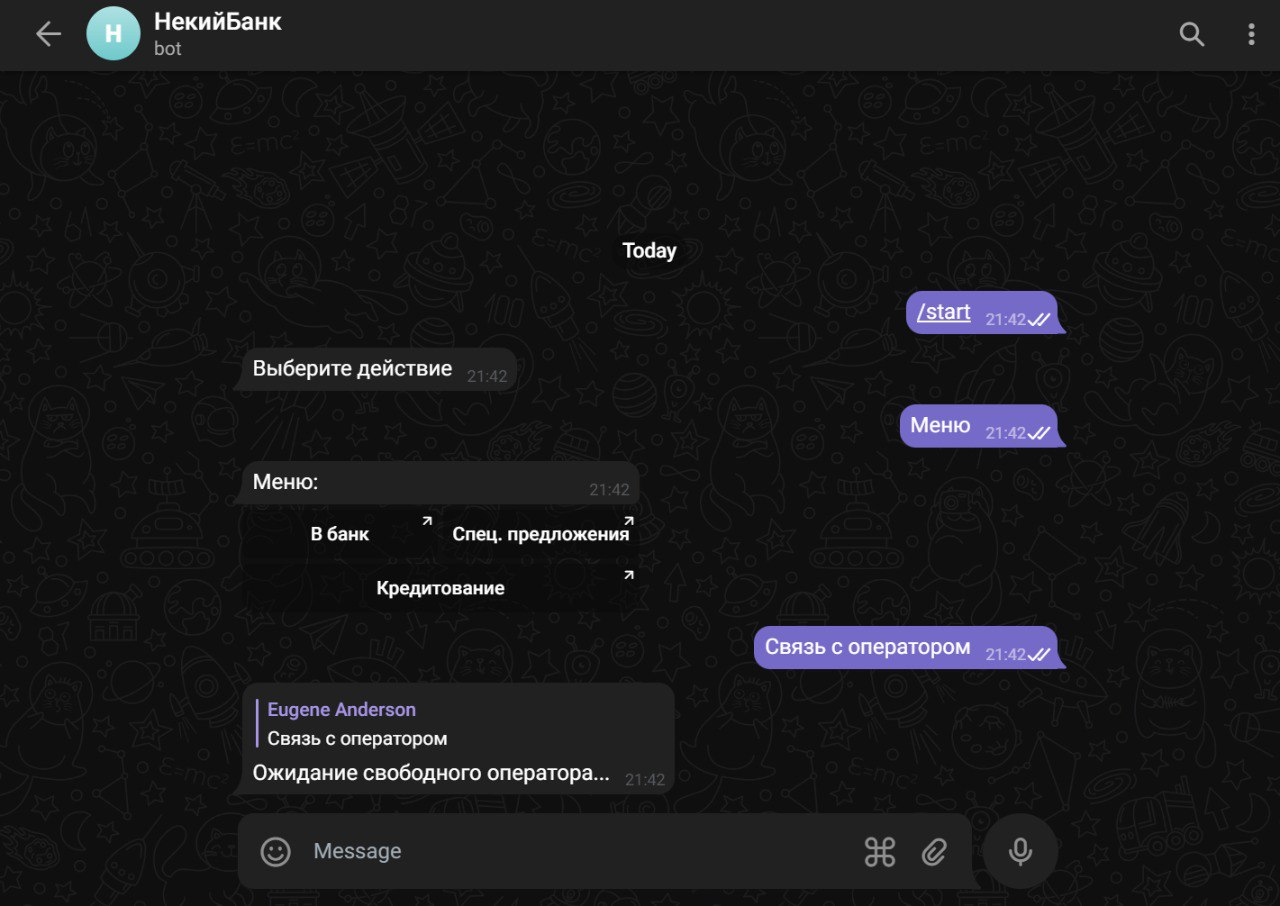 НекийБанк
bot
Today
/start 21:42
Выберите действие 21:42
Меню 21:42
Меню: 21:42
В банк Спец. предложения
Кредитование
Связь с оператором 21:42
Eugene Anderson
Связь с оператором
Ожидание свободного оператора... 21:42
Message